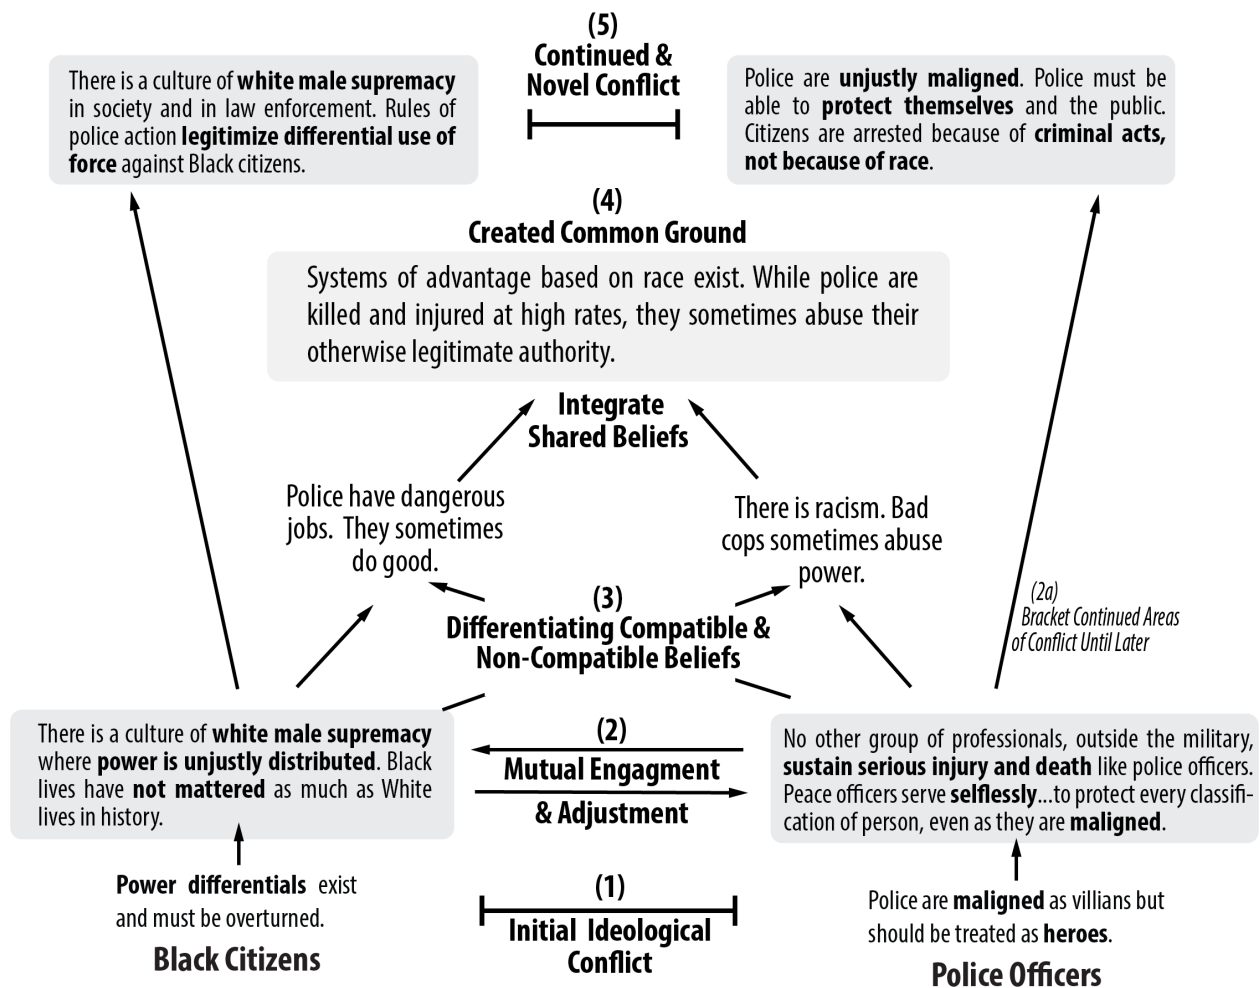 (5)
Continued &
Novel Conflict
There is a culture of white male supremacy
in society and in law enforcement. Rules of
police action legitimize differential use of
force against Black citizens.
Police are unjustly maligned. Police must be
able to protect themselves and the public.
Citizens are arrested because of criminal acts,
not because of race.
(4)
Created Common Ground
Systems of advantage based on race exist. While police are
killed and injured at high rates, they sometimes abuse their
otherwise legitimate authority.
Integrate
Shared Beliefs
Police have dangerous
jobs. They sometimes
do good.
There is racism. Bad
cops sometimes abuse
power.
(3)
Differentiating Compatible &
Non-Compatible Beliefs
(2a)
Bracket Continued Areas
of Conflict Until Later
There is a culture of white male supremacy
where power is unjustly distributed. Black
lives have not mattered as much as White
lives in history.
(2)
Mutual Engagment
& Adjustment
No other group of professionals, outside the military,
sustain serious injury and death like police officers.
Peace officers serve selflessly...to protect every classifi-
cation of person, even as they are maligned.
Power differentials exist
and must be overturned.
Black Citizens
(1)
Initial Ideological
Conflict
Police are maligned as villians but
should be treated as heroes.
Police Officers